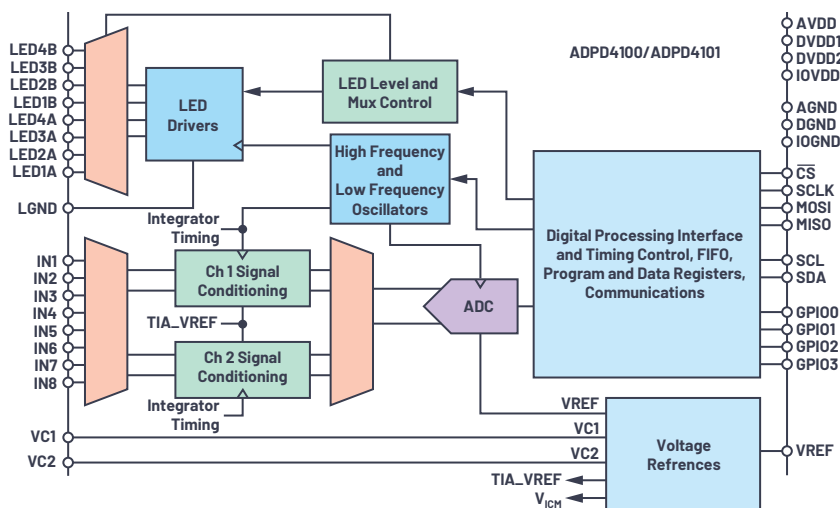 ADPD4100/ADPD4101
LED4B
LED3B
LED2B
LED1B
LED4A
LED3A
LED2A
LED1A
LGND
IN1
IN2
IN3
IN4
IN5
IN6
IN7
IN8
VC1
VC2
LED
Drivers
LED Level and
Mux Control
High Frequency
and
Low Frequency
Oscillators
Integrator
Timing
Ch 1 Signal
Conditioning
TIA_VREF
Ch 2 Signal
Conditioning
Integrator
Timing
ADC
Digital Processing Interface
and Timing Control, FIFO,
Program and Data Registers,
Communications
VREF
VC1
VC2
TIA_VREF
VICM
Voltage
Refrences
AVDD
DVDD1
DVDD2
IOVDD
AGND
DGND
IOGND
CS
SCLK
MOSI
MISO
SCL
SDA
GPIO0
GPIO1
GPIO2
GPIO3
VREF